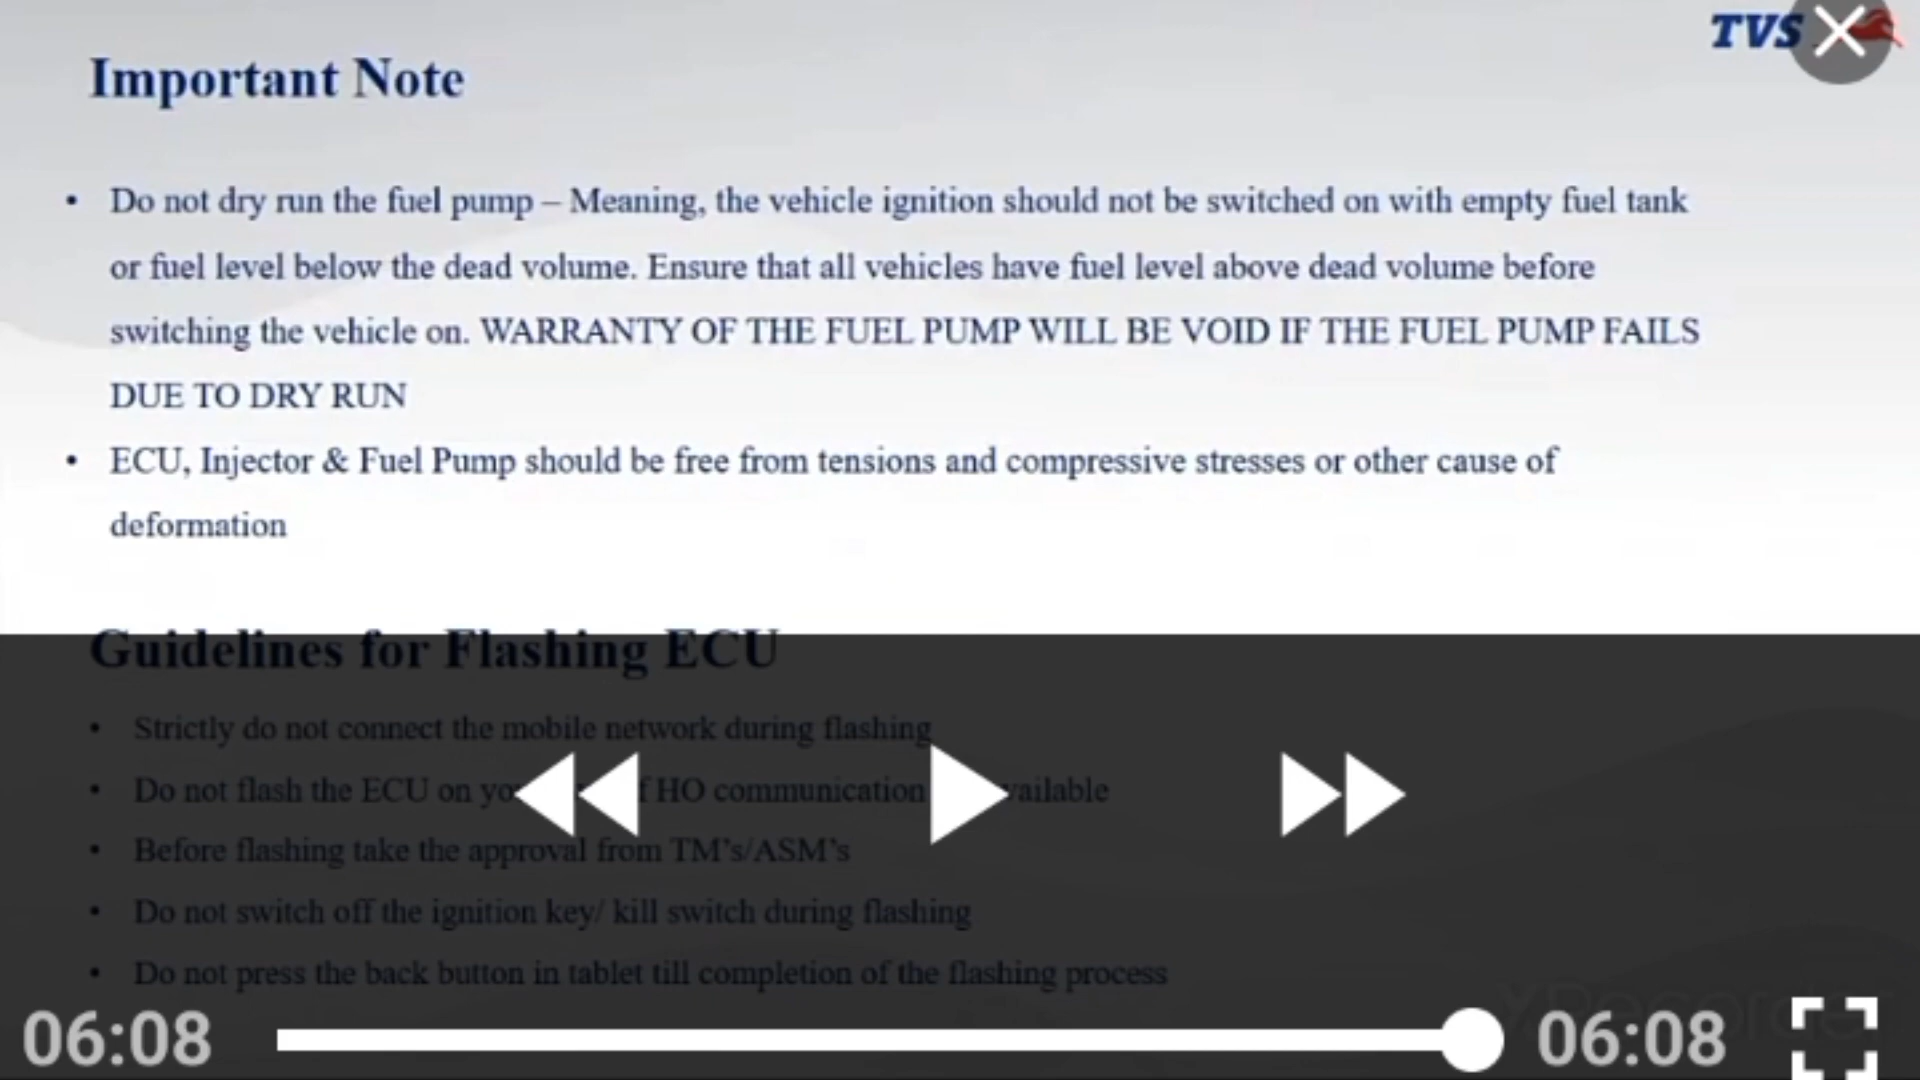 TVS
Important Note
• Do not dry run the fuel pump – Meaning, the vehicle ignition should not be switched on with empty fuel tank
or fuel level below the dead volume. Ensure that all vehicles have fuel level above dead volume before
switching the vehicle on. WARRANTY OF THE FUEL PUMP WILL BE VOID IF THE FUEL PUMP FAILS
DUE TO DRY RUN
• ECU, Injector & Fuel Pump should be free from tensions and compressive stresses or other cause of
deformation
Guidelines for Flashing ECU
• Strictly do not connect the mobile network during flashing
• Do not flash the ECU on HO communication
• Before flashing take the approval from TM's/ASM's
• Do not switch off the ignition key/ kill switch during flashing
• Do not press the back button in tablet till completion of the flashing process
06:08 06:08